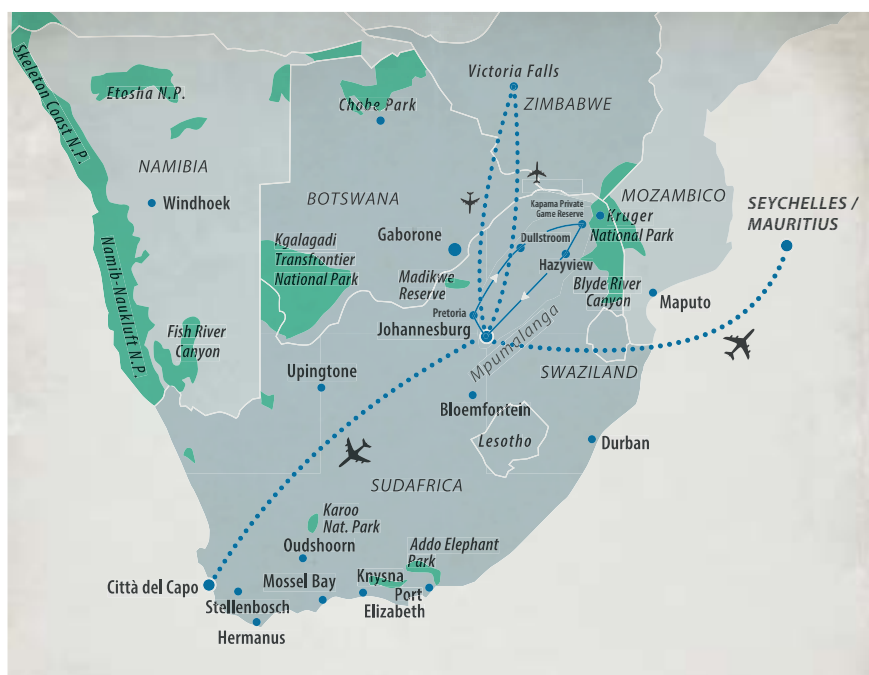 Skeleton Coast N.P.
Etosha N.P.
Chobe Park
Victoria Falls
ZIMBABWE
NAMIBIA
Windhoek
BOTSWANA
Gaborone
Kapama Private
Game Reserve
MOZAMBICO
Kruger
National Park
SEYCHELLES /
MAURITIUS
Kgalagadi
Transfrontier
National Park
Dullstroom
Hazyview
Madikwe
Reserve
Blyde River
Canyon
Maputo
Namib-Naukluft N.P.
Fish River
Canyon
Pretoria
Johannesburg
Mpumalanga
SWAZILAND
Upingtone
Bloemfontein
Lesotho
Durban
SUDAFRICA
Karoo
Nat. Park
Oudshoorn
Addo Elephant
Park
Città del Capo
Stellenbosch
Hermanus
Mossel Bay
Knysna
Port
Elizabeth